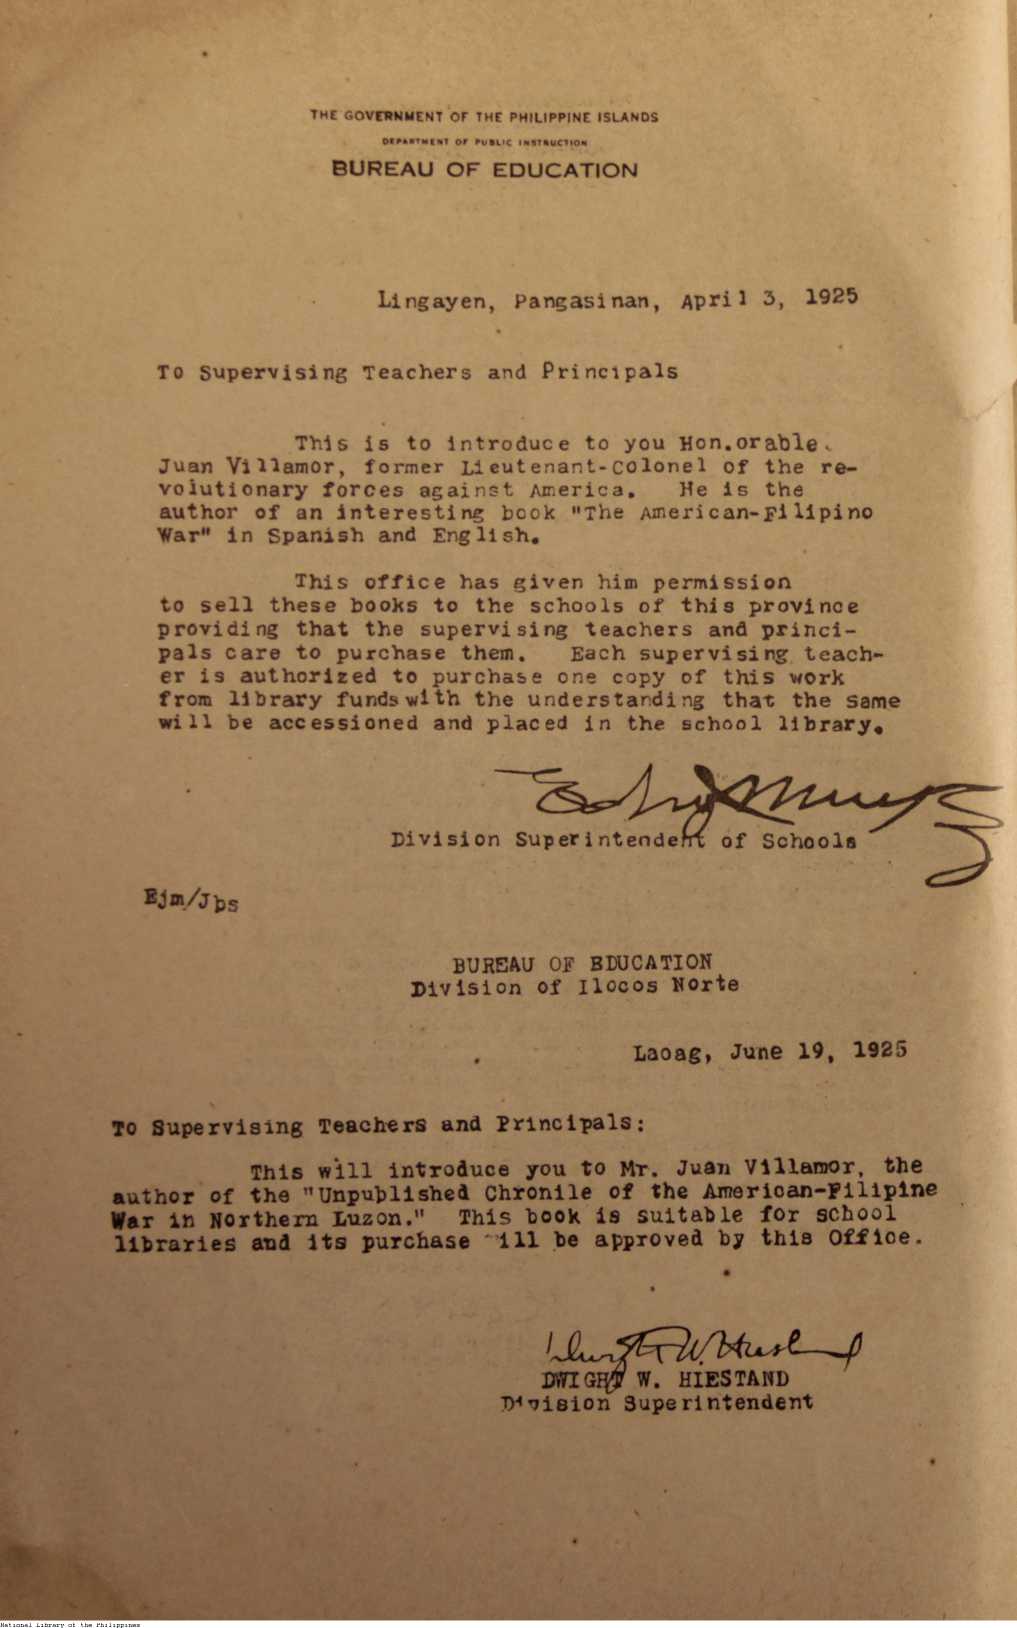 THE GOVERNMENT OF THE PHILIPPINE ISLANDS
DEPARTMENT OF PUBLIC INSTRUCTION
BUREAU OF EDUCATION
Lingayen, Pangasinan, April 3, 1925
To Supervising Teachers and Principals
This is to introduce to you Hon.orable.
Juan Villamor, former Lieutenant-Colonel of the re-
volutionary forces against America. He is the
author of an interesting book "The American-Filipino
War" in Spanish and English.
This office has given him permission
to sell these books to the schools of this province
providing that the supervising teachers and princi-
pals care to purchase them. Each supervising teach-
er is authorized to purchase one copy of this work
from library funds with the understanding that the same
will be accessioned and placed in the school library.
Division Superintendent of Schools
Ejm/Jbs
BUREAU OF EDUCATION
Division of Ilocos Norte
Laoag, June 19, 1925
To Supervising Teachers and Principals:
This will introduce you to Mr. Juan Villamor, the
author of the "Unpublished Chronile of the American-Filipine
War in Northern Luzon." This book is suitable for school
libraries and its purchase will be approved by this Office.
Dwight W. Hiestand
DWIGHT W. HIESTAND
Division Superintendent
National Library of the Philippines